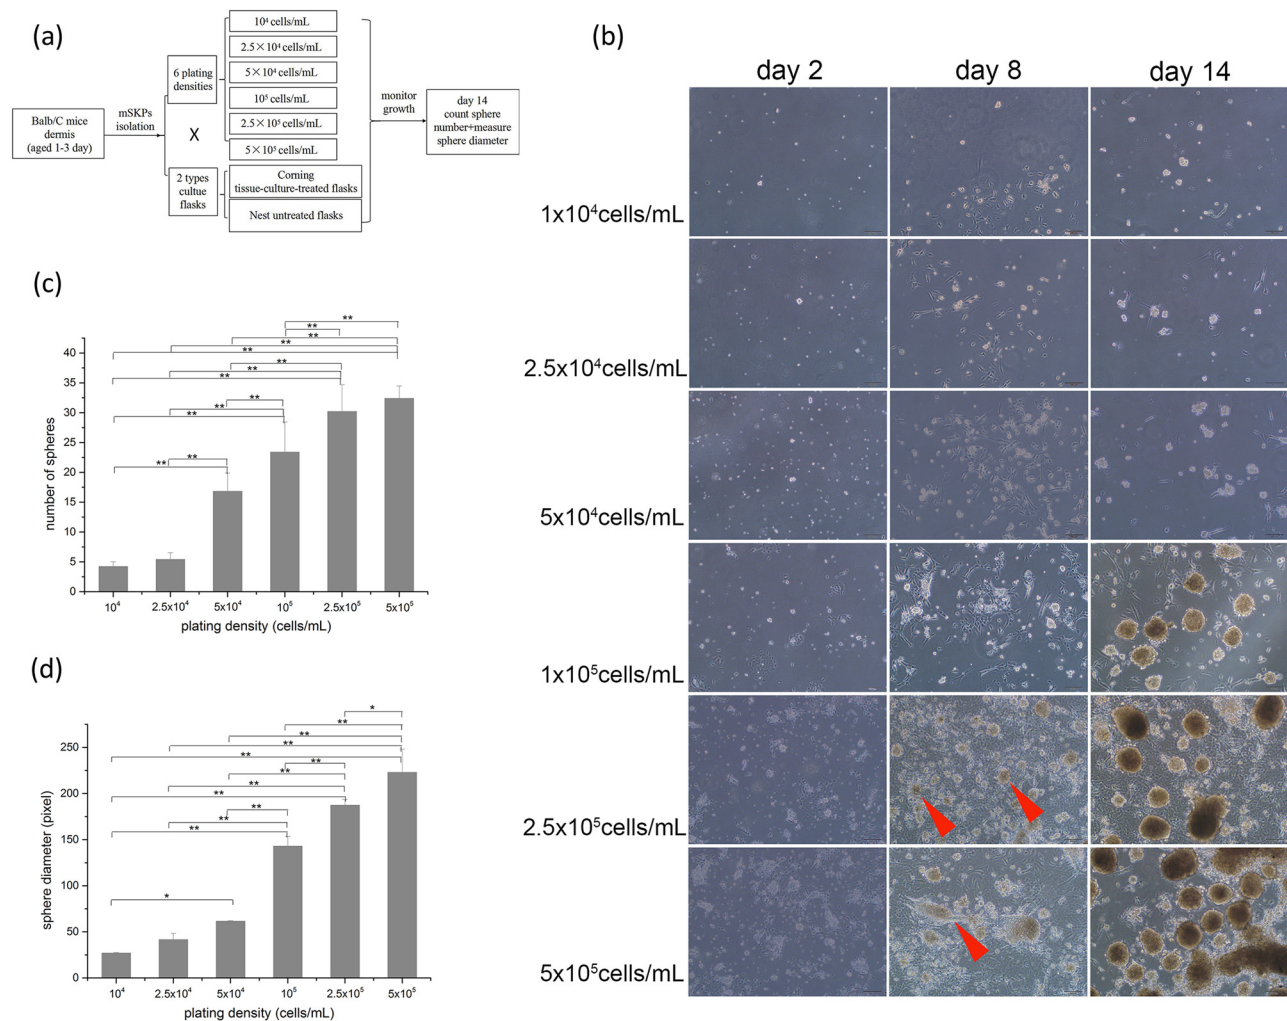 (a)
Balb/C mice
dermis
(aged 1-3 day)
mSKPs
isolation
6 plating
densities
X
2 types
cultue
flasks
10⁴ cells/mL
2.5×10⁴ cells/mL
5×10⁴ cells/mL
10⁵ cells/mL
2.5×10⁵ cells/mL
5×10⁵ cells/mL
Corning
tissue-culture-treated flasks
Nest untreated flasks
monitor
growth
day 14
count sphere
number+measure
sphere diameter
(b)
day 2 day 8 day 14
1x10⁴cells/mL
2.5x10⁴cells/mL
5x10⁴cells/mL
1x10⁵cells/mL
2.5x10⁵cells/mL
5x10⁵cells/mL
(c)
**
**
**
**
**
**
**
**
**
**
**
**
**
number of spheres
40
35
30
25
20
15
10
5
0
10⁴ 2.5x10⁴ 5x10⁴ 10⁵ 2.5x10⁵ 5x10⁵
plating density (cells/mL)
(d)
*
**
**
**
**
**
**
**
**
**
**
**
*
sphere diameter (pixel)
250
200
150
100
50
0
10⁴ 2.5x10⁴ 5x10⁴ 10⁵ 2.5x10⁵ 5x10⁵
plating density (cells/mL)